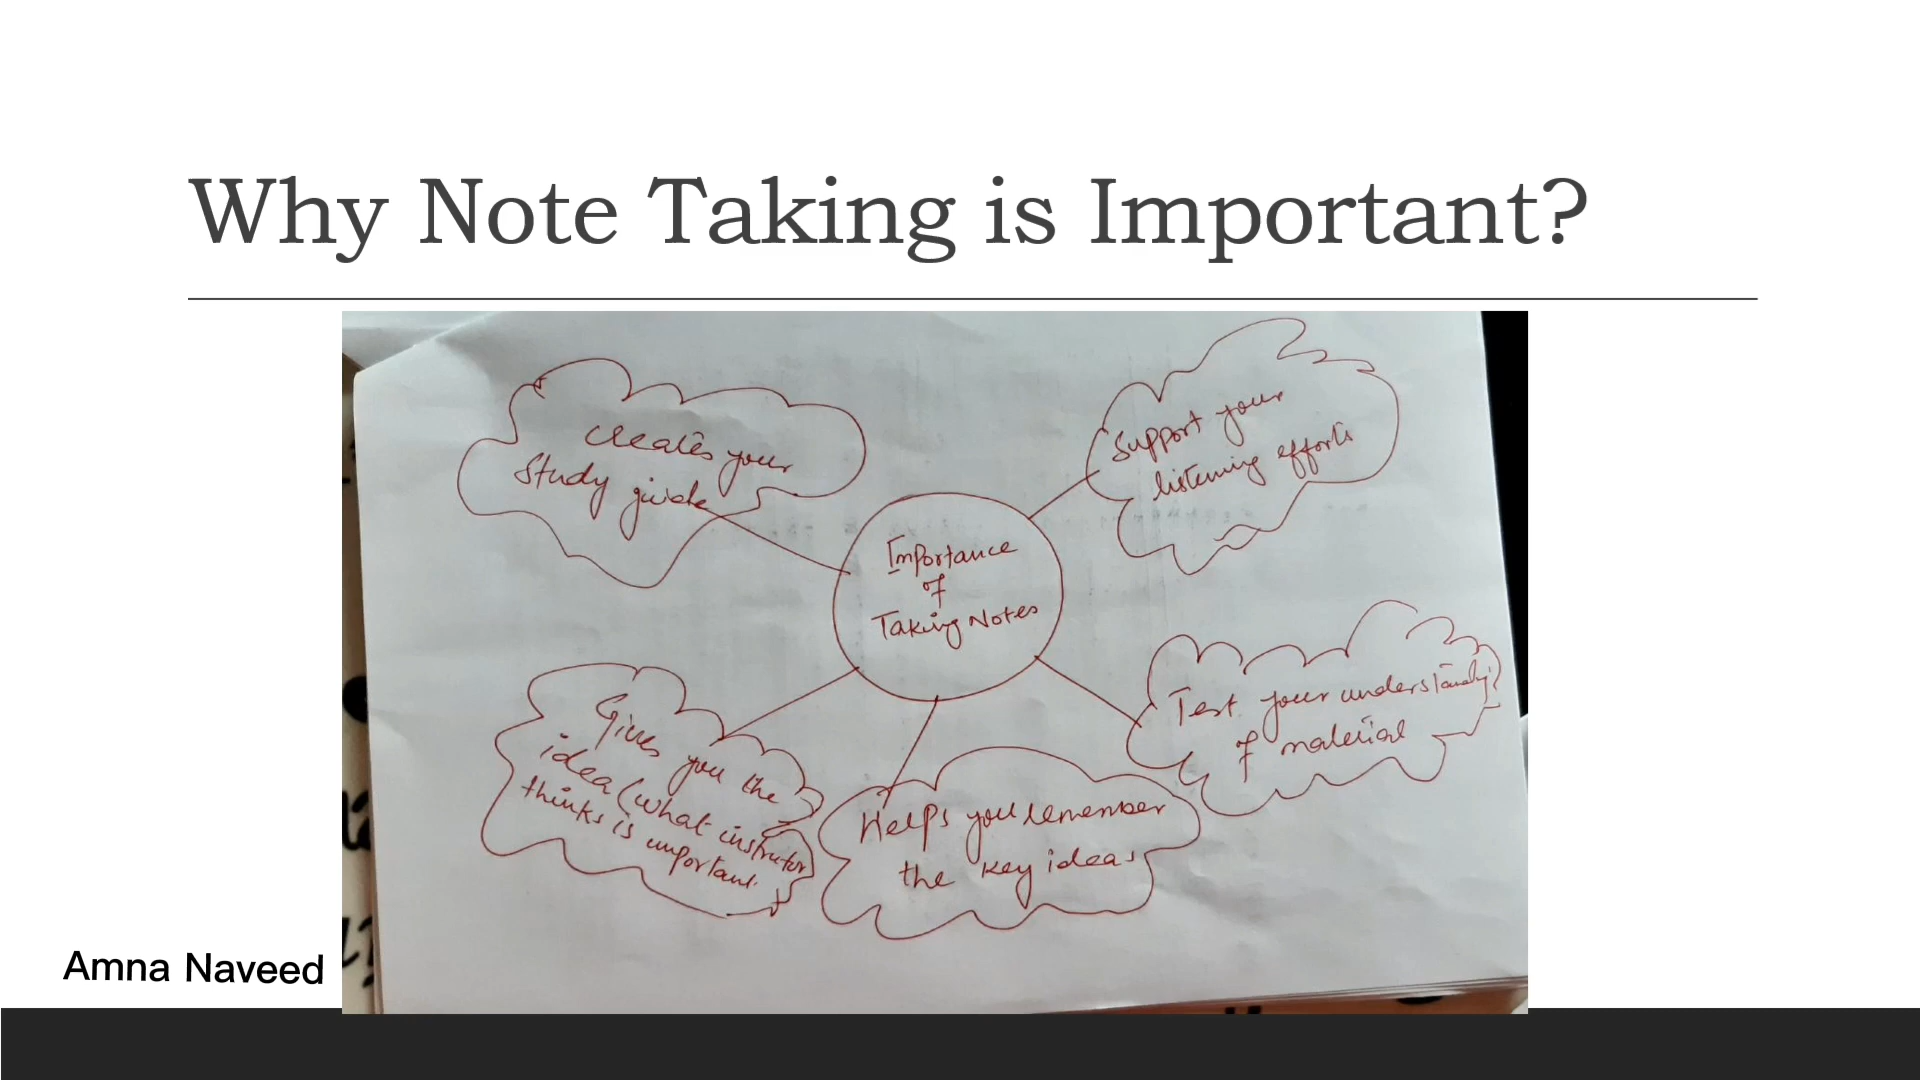 Why Note Taking is Important?
Creates your
Study guide
Support your
listening efforts
Importance
of
Taking Notes
Test your understanding
of material
Gives you the
idea (what instrutor
thinks is important.
Helps you remember
the key ideas
Amna Naveed